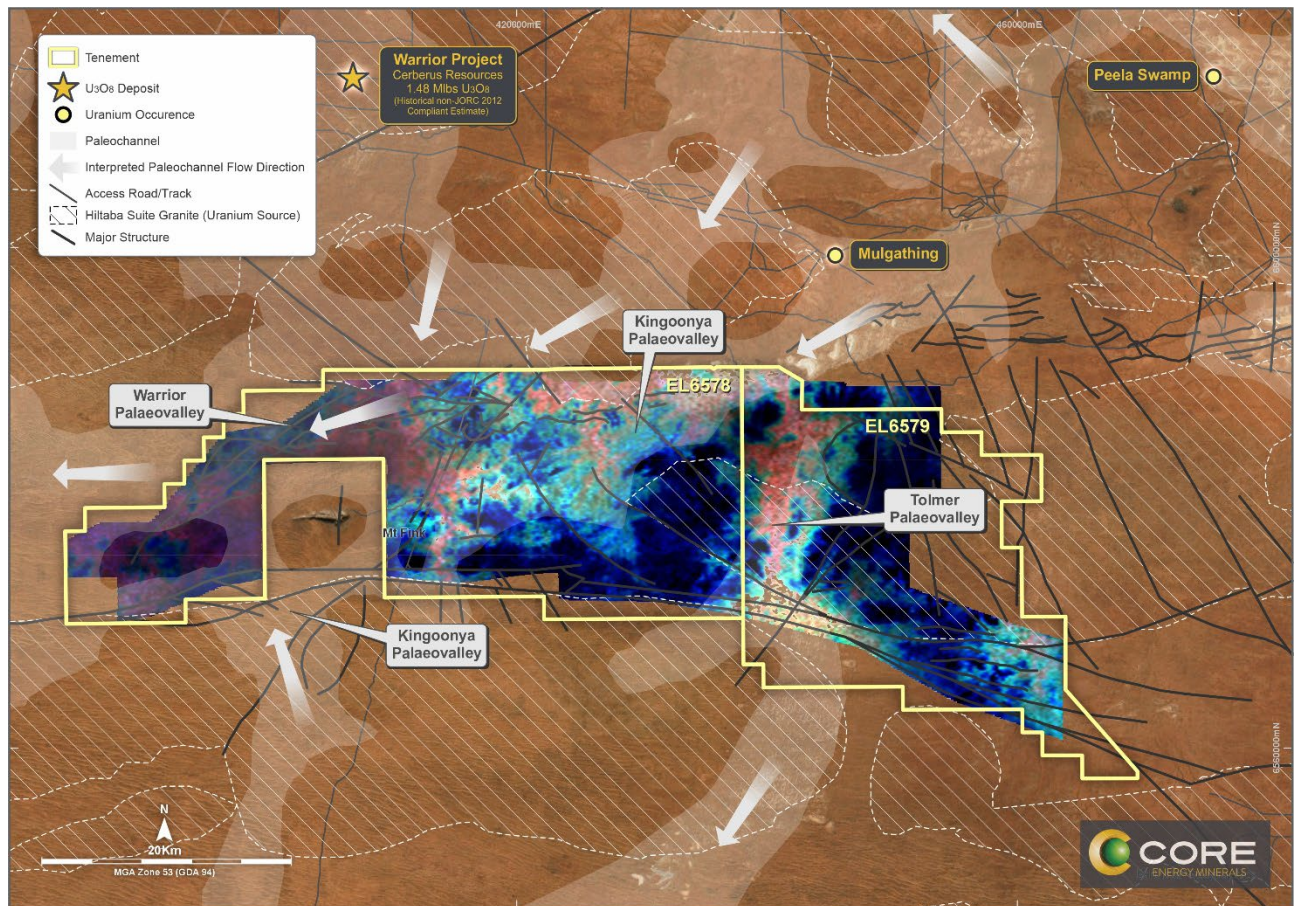 420000mE
460000mE
Tenement
U3O8 Deposit
Uranium Occurence
Paleochannel
Interpreted Paleochannel Flow Direction
Access Road/Track
Hiltaba Suite Granite (Uranium Source)
Major Structure
Warrior Project
Cerberus Resources
1.48 Mlbs U3O8
(Historical non-JORC 2012
Compliant Estimate)
Peela Swamp
Mulgathing
Kingoonya
Palaeovalley
EL6578
Warrior
Palaeovalley
EL6579
Tolmer
Palaeovalley
Mt Fink
Kingoonya
Palaeovalley
6560000mN
N
20Km
MGA Zone 53 (GDA 94)
CORE
ENERGY MINERALS